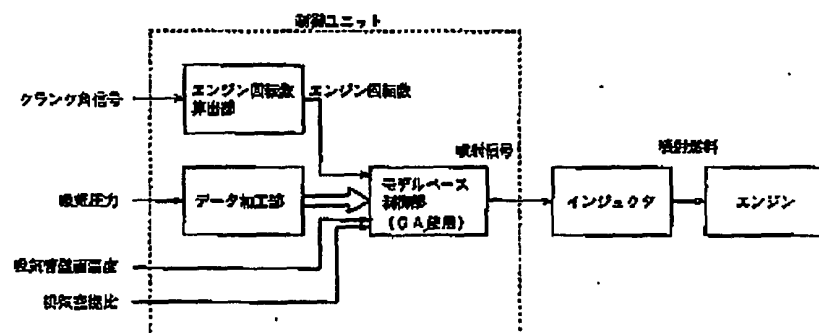 制御ユニット
クランク角信号
エンジン回転数
算出部
エンジン回転数
吸気圧力
データ加工部
噴射信号
モデルベース
制御部
(GA使用)
噴射燃料
インジェクタ
エンジン
吸気管壁面温度
排気空燃比